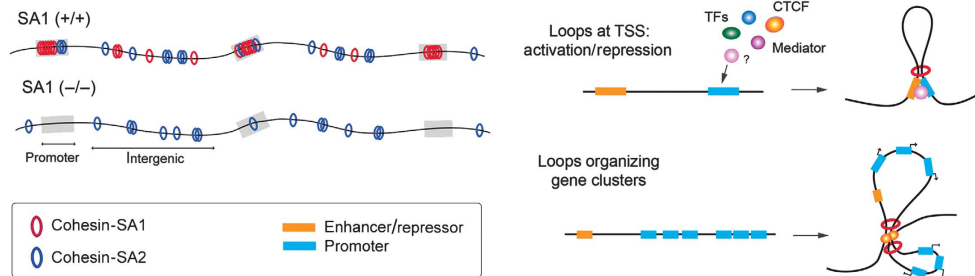 SA1 (+/+)
SA1 (–/–)
Promoter
Intergenic
Cohesin-SA1
Cohesin-SA2
Enhancer/repressor
Promoter
Loops at TSS:
activation/repression
TFs
CTCF
Mediator
?
Loops organizing
gene clusters